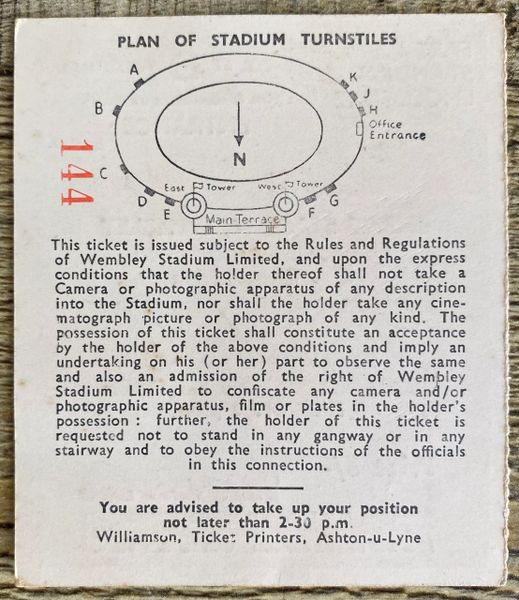 PLAN OF STADIUM TURNSTILES
A
K
J
B
H
Office
Entrance
N
144
C
East Tower
West Tower
D
E
F
G
Main Terrace
This ticket is issued subject to the Rules and Regulations
of Wembley Stadium Limited, and upon the express
conditions that the holder thereof shall not take a
Camera or photographic apparatus of any description
into the Stadium, nor shall the holder take any cine-
matograph picture or photograph of any kind. The
possession of this ticket shall constitute an acceptance
by the holder of the above conditions and imply an
undertaking on his (or her) part to observe the same
and also an admission of the right of Wembley
Stadium Limited to confiscate any camera and/or
photographic apparatus, film or plates in the holder's
possession : further, the holder of this ticket is
requested not to stand in any gangway or in any
stairway and to obey the instructions of the officials
in this connection.
You are advised to take up your position
not later than 2-30 p.m.
Williamson, Ticket Printers, Ashton-u-Lyne